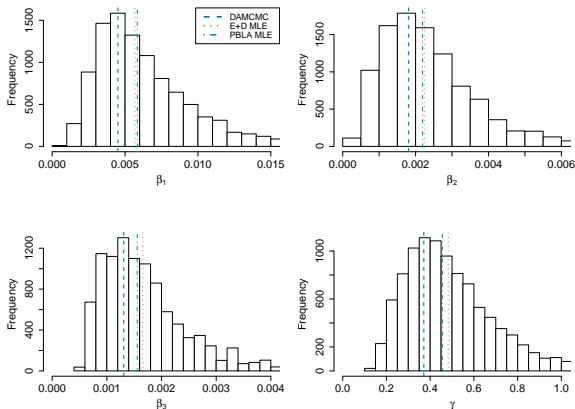 DAMCMC
E+D MLE
PBLA MLE
Frequency
0 500 1000 1500
0.000 0.005 0.010 0.015
β1
Frequency
0 500 1000 1500
0.000 0.002 0.004 0.006
β2
Frequency
0 400 800 1200
0.000 0.001 0.002 0.003 0.004
β3
Frequency
0 200 600 1000
0.0 0.2 0.4 0.6 0.8 1.0
γ